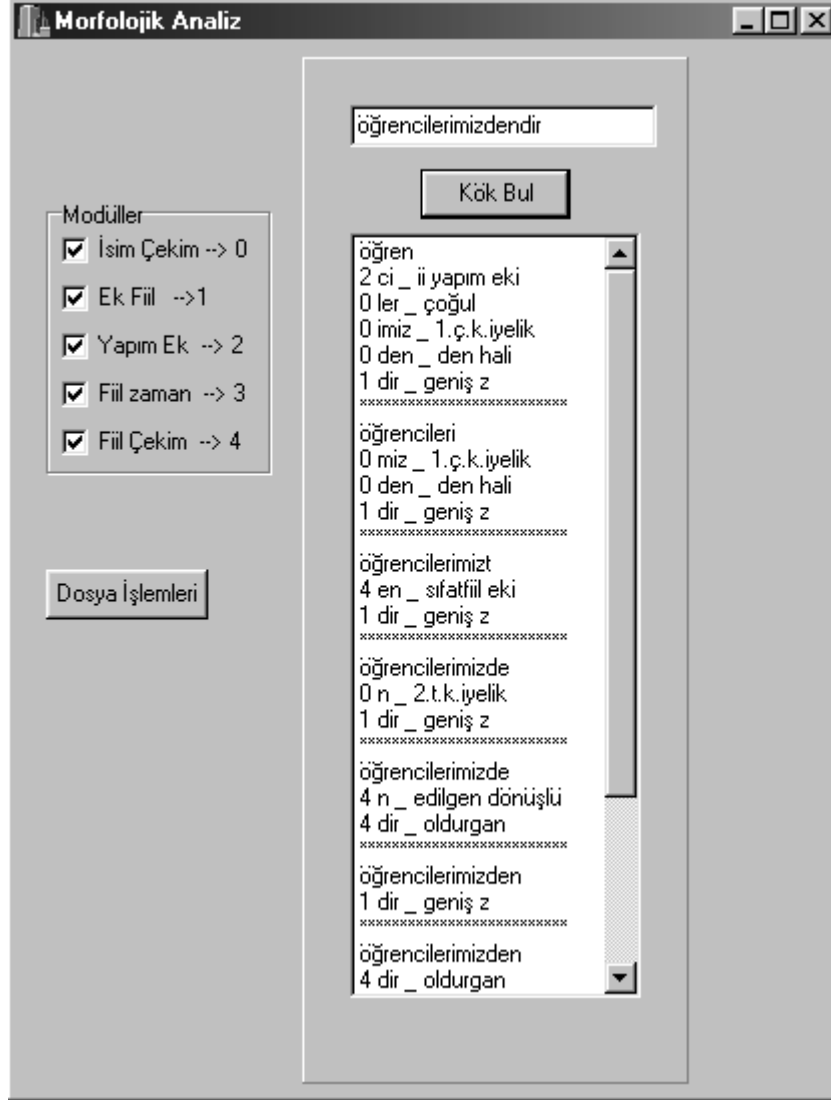 Morfolojik Analiz
öğrencilerimizdendir
Kök Bul
Modüller
İsim Çekim --> 0
Ek Fiil -->1
Yapım Ek --> 2
Fiil zaman --> 3
Fiil Çekim --> 4
Dosya İşlemleri
öğren
2 ci _ ii yapım eki
0 ler _ çoğul
0 imiz _ 1.ç.k.iyelik
0 den _ den hali
1 dir _ geniş z
**************************
öğrencileri
0 miz _ 1.ç.k.iyelik
0 den _ den hali
1 dir _ geniş z
**************************
öğrencilerimizt
4 en _ sıfatfiil eki
1 dir _ geniş z
**************************
öğrencilerimizde
0 n _ 2.t.k.iyelik
1 dir _ geniş z
**************************
öğrencilerimizde
4 n _ edilgen dönüşlü
4 dir _ oldurgan
**************************
öğrencilerimizden
1 dir _ geniş z
**************************
öğrencilerimizden
4 dir _ oldurgan